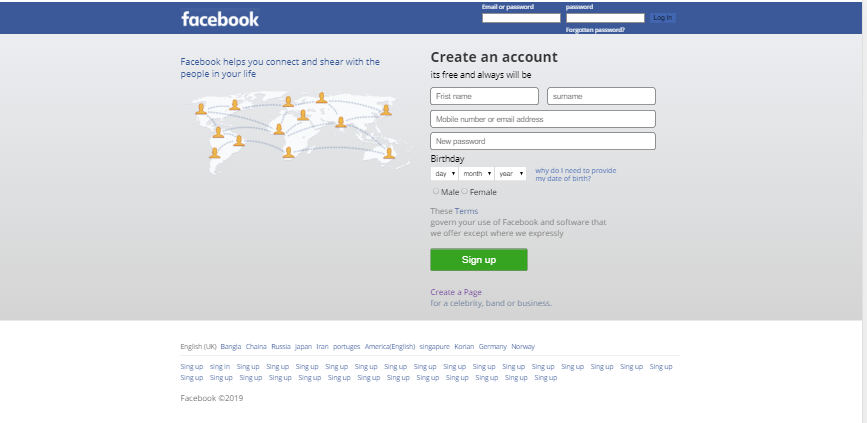 facebook
Email or password
password
Log In
Forgotten password?
Facebook helps you connect and shear with the
people in your life
Create an account
its free and always will be
Frist name
surname
Mobile number or email address
New password
Birthday
day month year
why do I need to provide
my date of birth?
Male Female
These Terms
govern your use of Facebook and software that
we offer except where we expressly
Sign up
Create a Page
for a celebrity, band or business.
English (UK) Bangla Chaina Russia japan Iran portuges America(English) singapure Korian Germany Norway
Sing up sing in Sing up Sing up Sing up Sing up Sing up Sing up Sing up Sing up Sing up Sing up Sing up Sing up Sing up Sing up Sing up
Sing up Sing up Sing up Sing up Sing up Sing up Sing up Sing up Sing up Sing up Sing up Sing up Sing up
Facebook ©2019